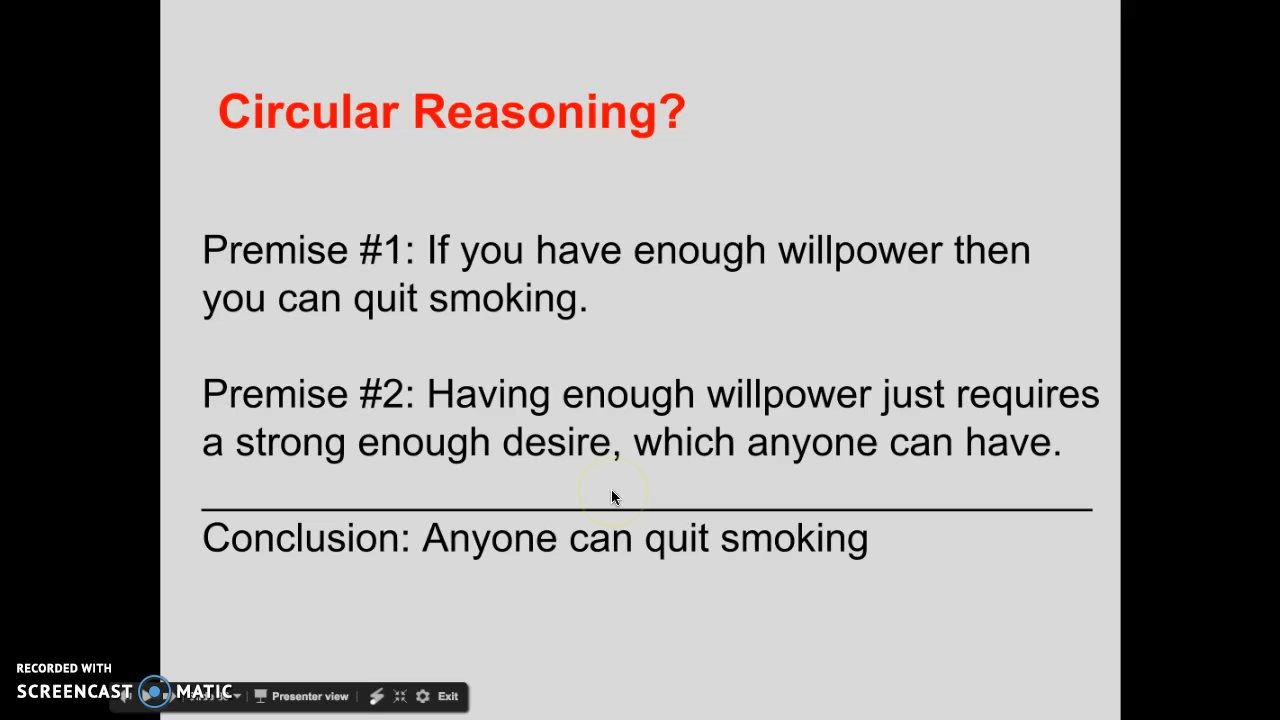 Circular Reasoning?
Premise #1: If you have enough willpower then
you can quit smoking.
Premise #2: Having enough willpower just requires
a strong enough desire, which anyone can have.
Conclusion: Anyone can quit smoking
RECORDED WITH
SCREENCAST MATIC
Presenter view Exit